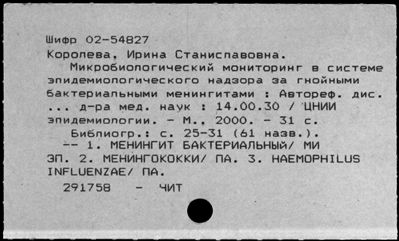 Шифр 02-54827
Королева, Ирина Станиславовна.
Микробиологический мониторинг в системе
эпидемиологического надзора за гнойными
бактериальными менингитами : Автореф. дис.
... д-ра мед. наук : 14.00.30 / ЦНИИ
эпидемиологии. - М., 2000. - 31 с.
Библиогр.: с. 25-31 (61 назв.).
-- 1. МЕНИНГИТ БАКТЕРИАЛЬНЫЙ/ МИ
ЭП. 2. МЕНИНГОКОККИ/ ПА. 3. HAEMOPHILUS
INFLUENZAE/ ПА.
291758 - ЧИТ